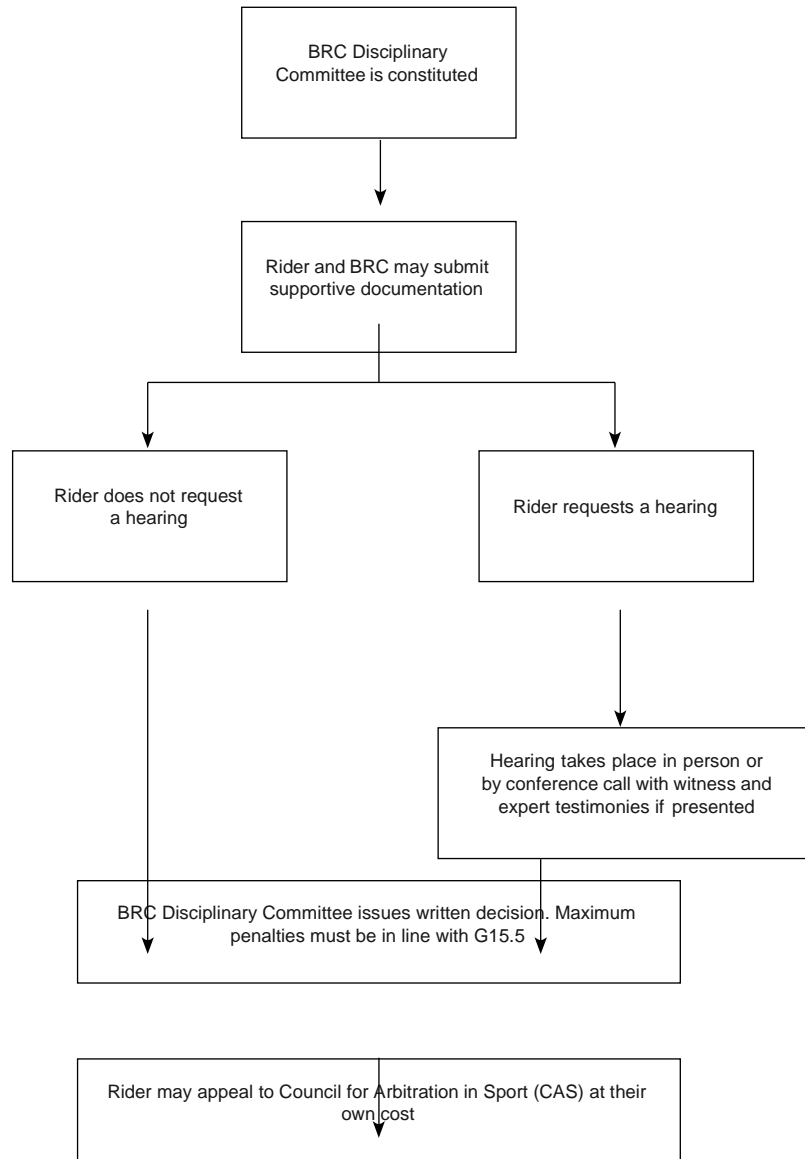 BRC Disciplinary
Committee is constituted
Rider and BRC may submit
supportive documentation
Rider does not request
a hearing
Rider requests a hearing
Hearing takes place in person or
by conference call with witness and
expert testimonies if presented
BRC Disciplinary Committee issues written decision. Maximum
penalties must be in line with G15.5
Rider may appeal to Council for Arbitration in Sport (CAS) at their
own cost